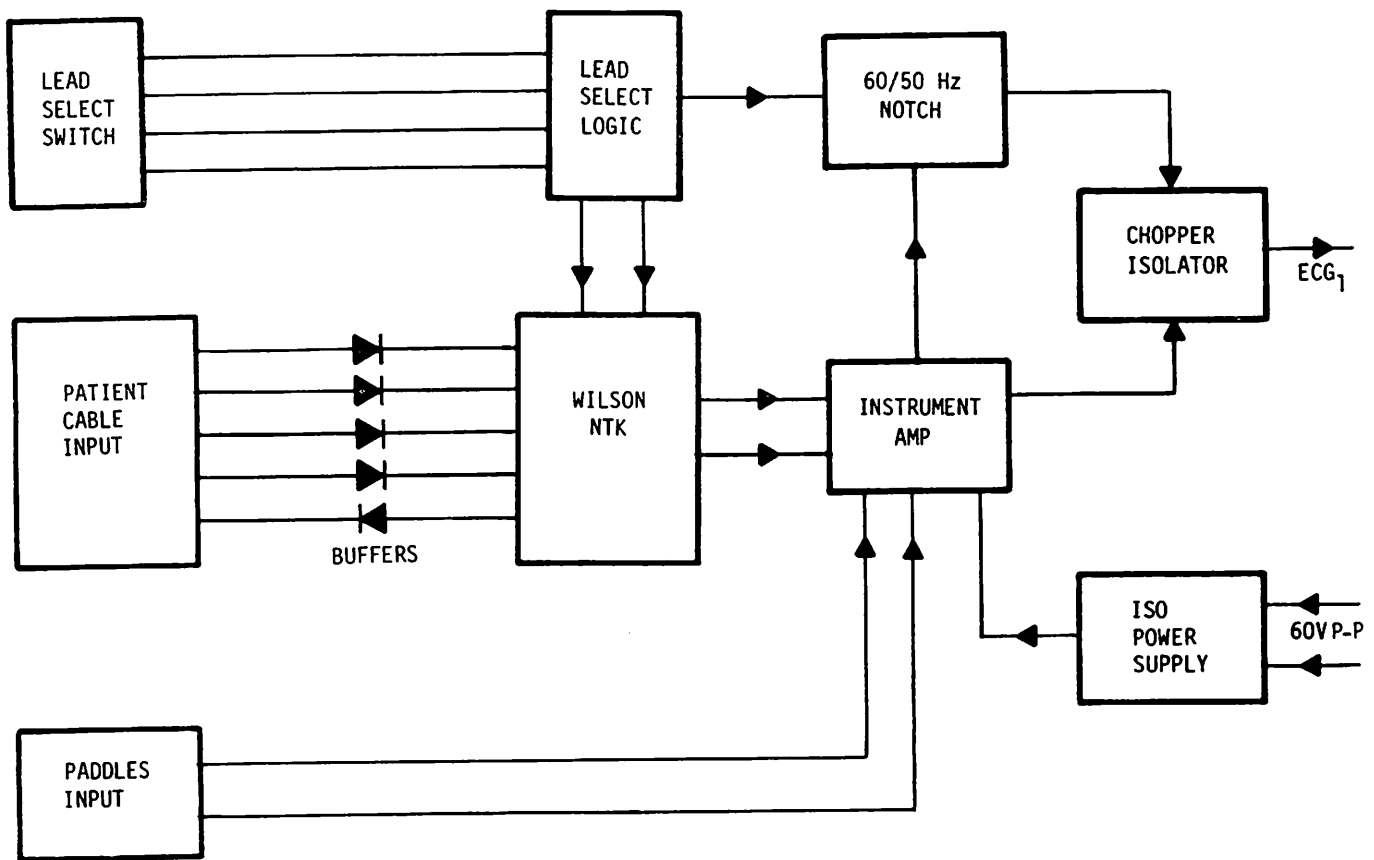 LEAD
SELECT
SWITCH
LEAD
SELECT
LOGIC
60/50 Hz
NOTCH
CHOPPER
ISOLATOR
ECG1
PATIENT
CABLE
INPUT
BUFFERS
WILSON
NTK
INSTRUMENT
AMP
ISO
POWER
SUPPLY
60V P-P
PADDLES
INPUT